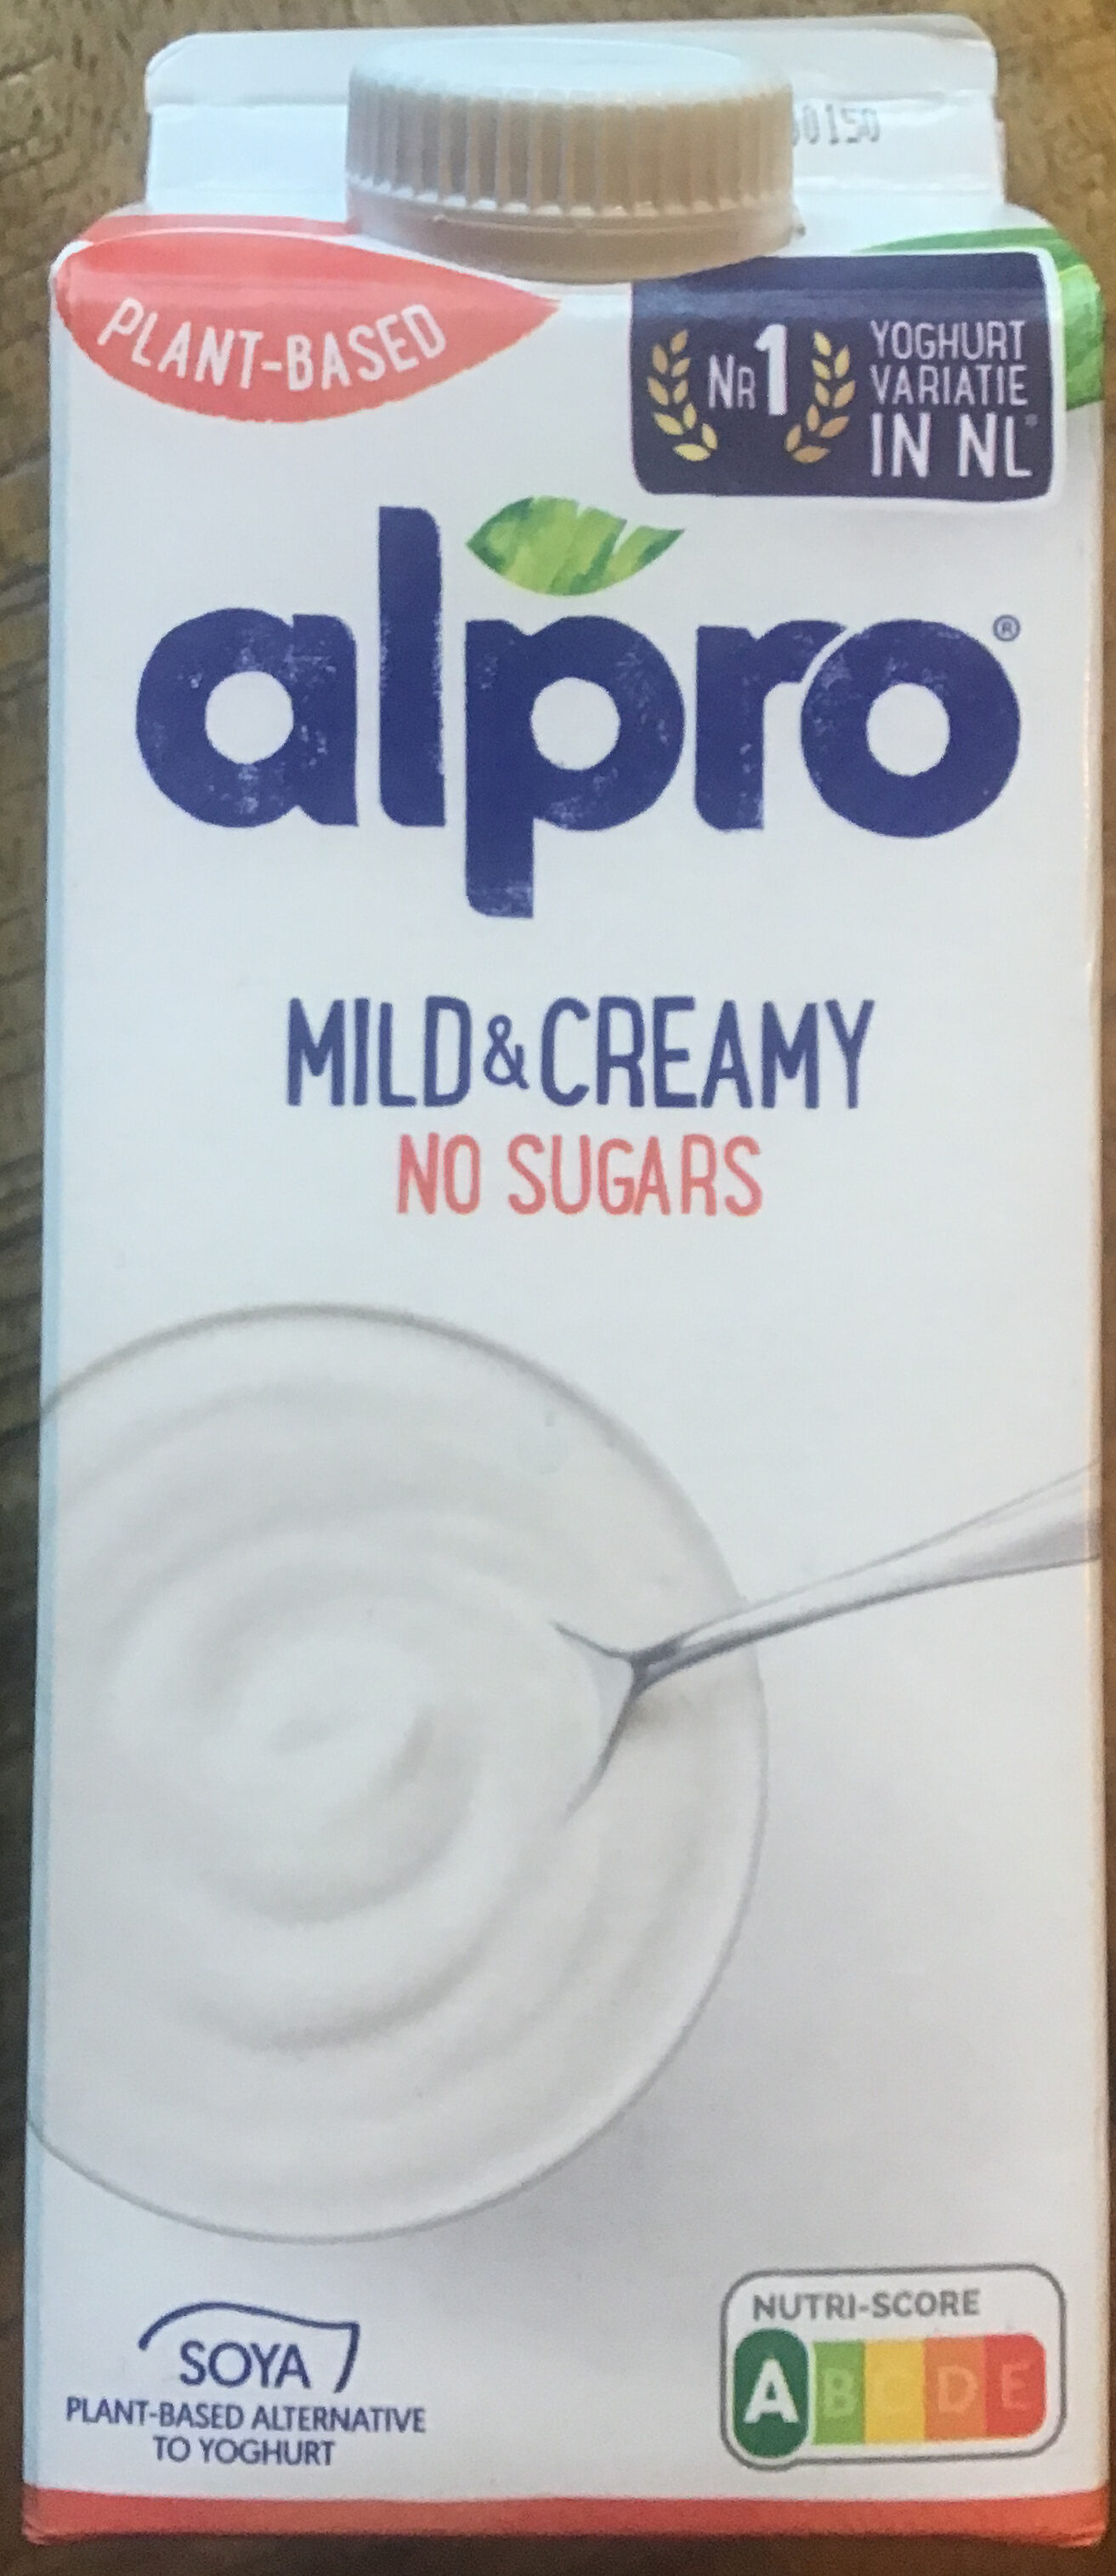 0150
PLANT-BASED
NR 1
YOGHURT
VARIATIE
IN NL*
alpro®
MILD & CREAMY
NO SUGARS
SOYA
PLANT-BASED ALTERNATIVE
TO YOGHURT
NUTRI-SCORE
A B C D E